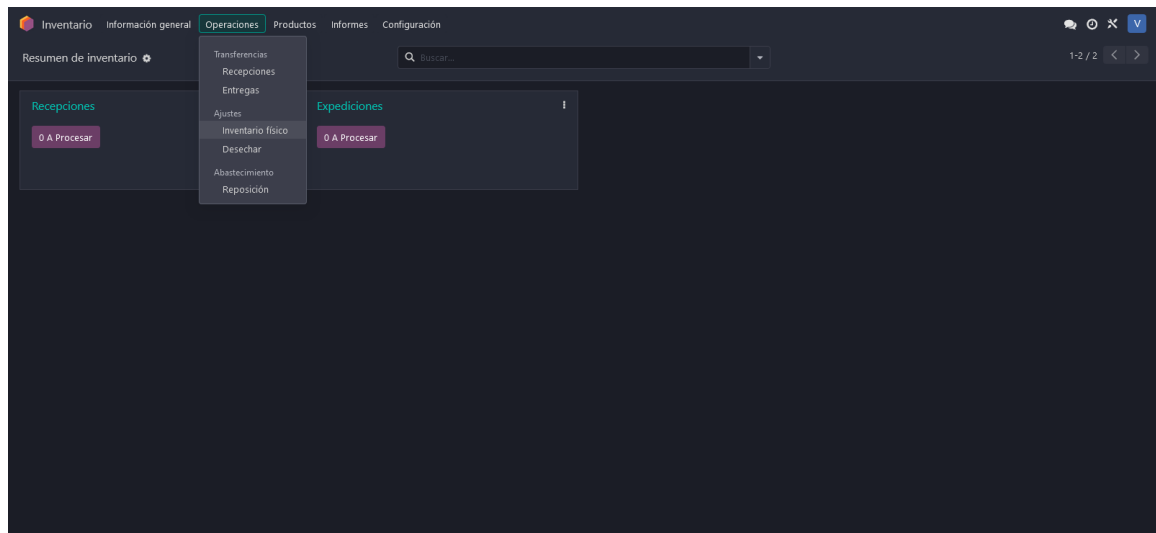 Inventario Información general Operaciones Productos Informes Configuración V
Resumen de inventario Buscar... 1-2 / 2
Transferencias
Recepciones
Entregas
Ajustes
Inventario físico
Desechar
Abastecimiento
Reposición
Recepciones
0 A Procesar
Expediciones
0 A Procesar